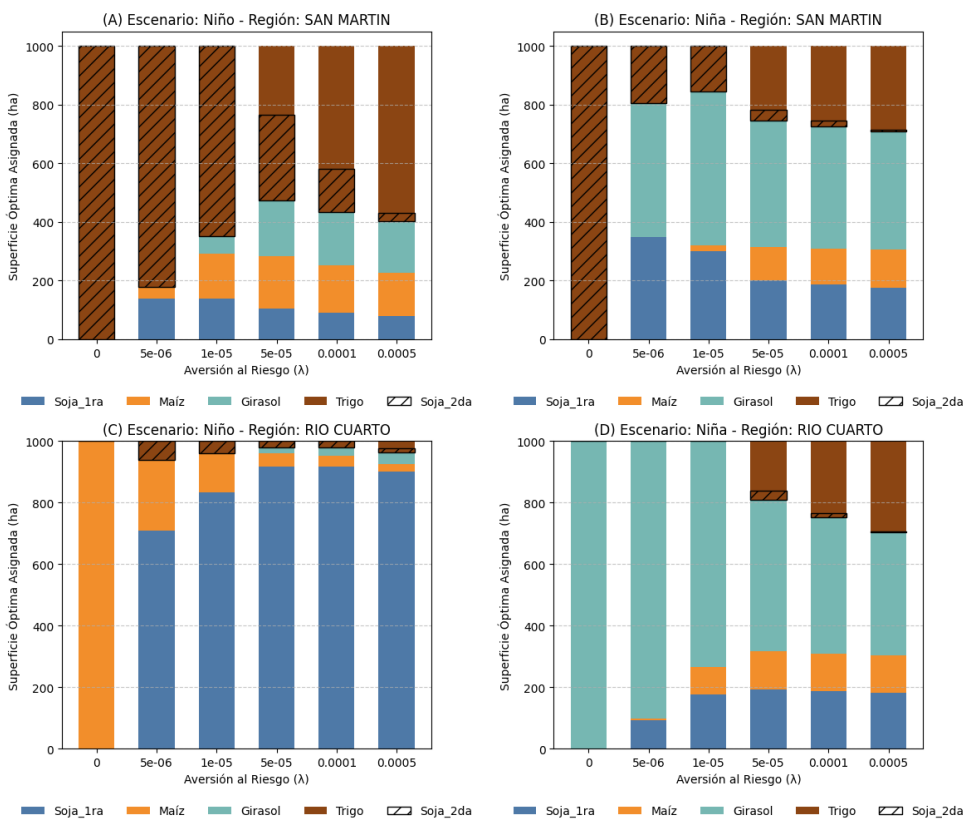 (A) Escenario: Niño - Región: SAN MARTIN
Superficie Óptima Asignada (ha)
1000
800
600
400
200
0
0 5e-06 1e-05 5e-05 0.0001 0.0005
Aversión al Riesgo (λ)
Soja_1ra Maíz Girasol Trigo Soja_2da
(B) Escenario: Niña - Región: SAN MARTIN
Superficie Óptima Asignada (ha)
1000
800
600
400
200
0
0 5e-06 1e-05 5e-05 0.0001 0.0005
Aversión al Riesgo (λ)
Soja_1ra Maíz Girasol Trigo Soja_2da
(C) Escenario: Niño - Región: RIO CUARTO
Superficie Óptima Asignada (ha)
1000
800
600
400
200
0
0 5e-06 1e-05 5e-05 0.0001 0.0005
Aversión al Riesgo (λ)
Soja_1ra Maíz Girasol Trigo Soja_2da
(D) Escenario: Niña - Región: RIO CUARTO
Superficie Óptima Asignada (ha)
1000
800
600
400
200
0
0 5e-06 1e-05 5e-05 0.0001 0.0005
Aversión al Riesgo (λ)
Soja_1ra Maíz Girasol Trigo Soja_2da